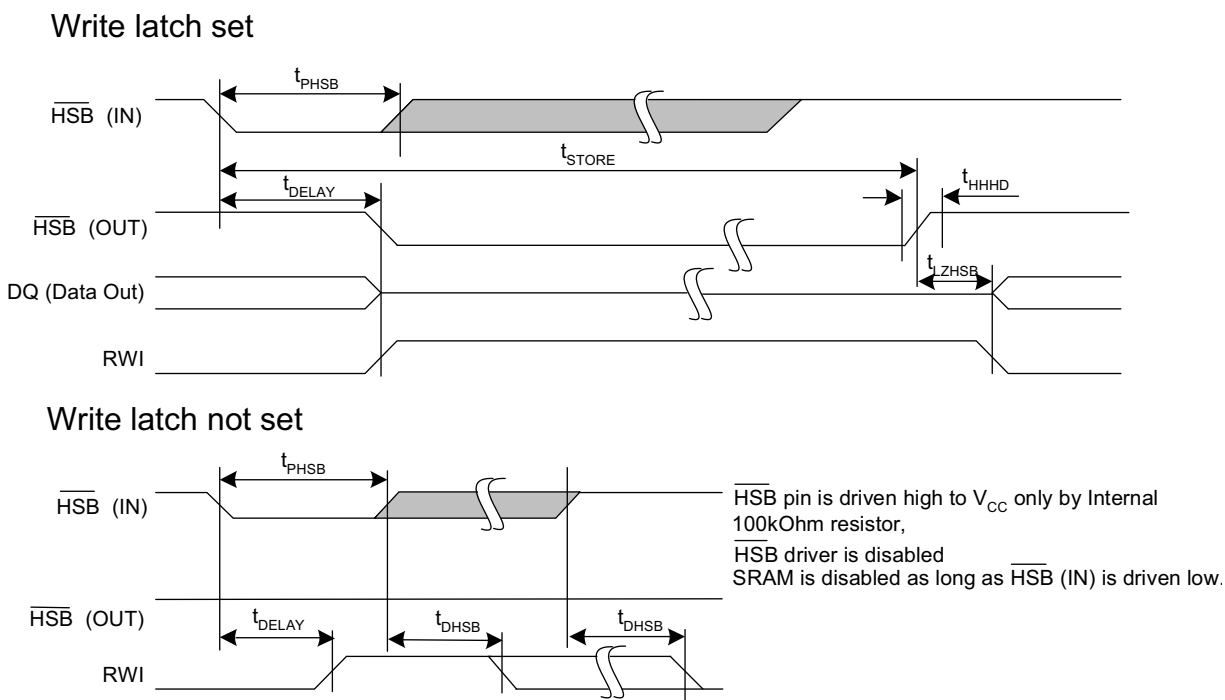 Write latch set
tPHSB
HSB (IN)
tSTORE
tDELAY
tHHHD
HSB (OUT)
tLZHSB
DQ (Data Out)
RWI
Write latch not set
tPHSB
HSB (IN)
HSB pin is driven high to VCC only by Internal
100kOhm resistor,
HSB driver is disabled
SRAM is disabled as long as HSB (IN) is driven low.
HSB (OUT)
tDELAY
tDHSB
tDHSB
RWI